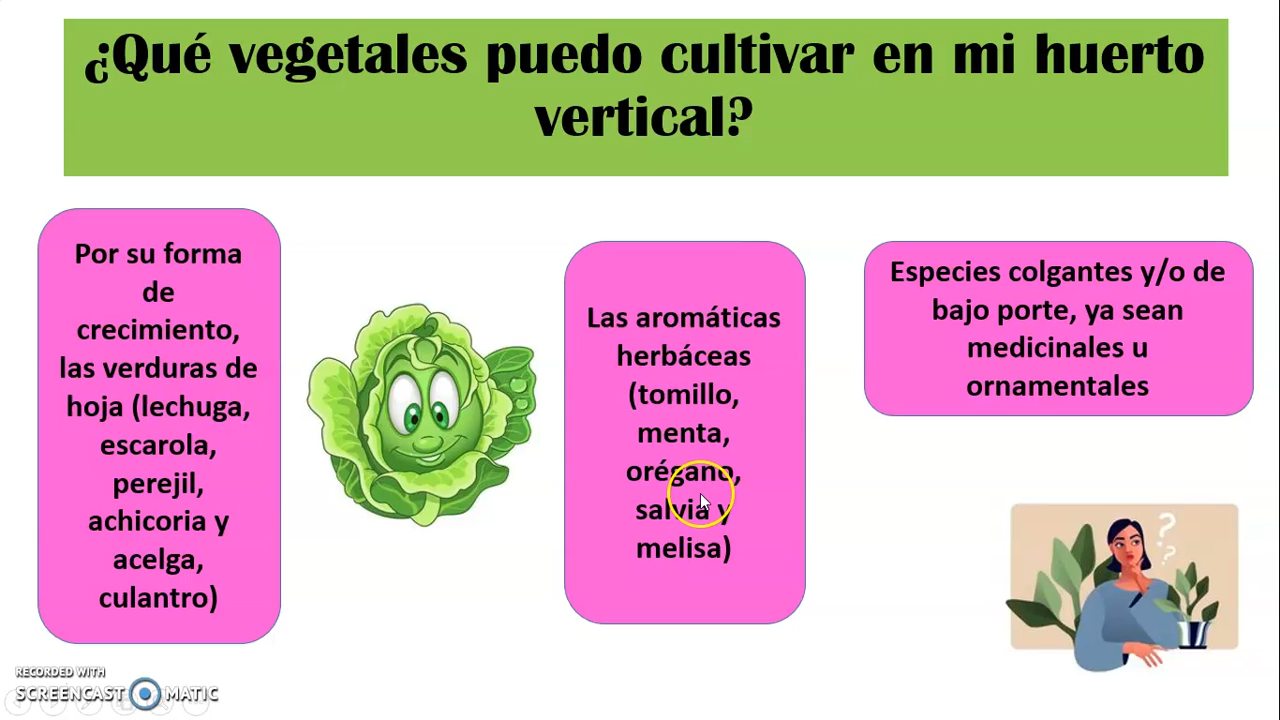 ¿Qué vegetales puedo cultivar en mi huerto
vertical?
Por su forma
de
crecimiento,
las verduras de
hoja (lechuga,
escarola,
perejil,
achicoria y
acelga,
culantro)
Las aromáticas
herbáceas
(tomillo,
menta,
orégano,
salvia y
melisa)
Especies colgantes y/o de
bajo porte, ya sean
medicinales u
ornamentales
RECORDED WITH
SCREENCAST MATIC